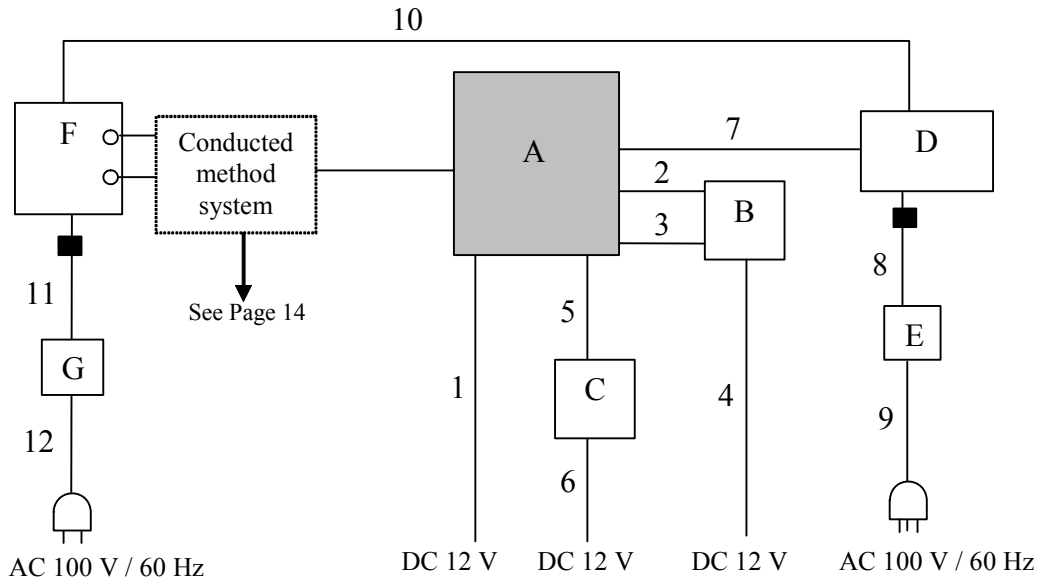 10
F
Conducted
method
system
A
7
D
2
B
3
11
See Page 14
8
5
E
G
1
C
4
9
12
6
AC 100 V / 60 Hz
DC 12 V
DC 12 V
DC 12 V
AC 100 V / 60 Hz